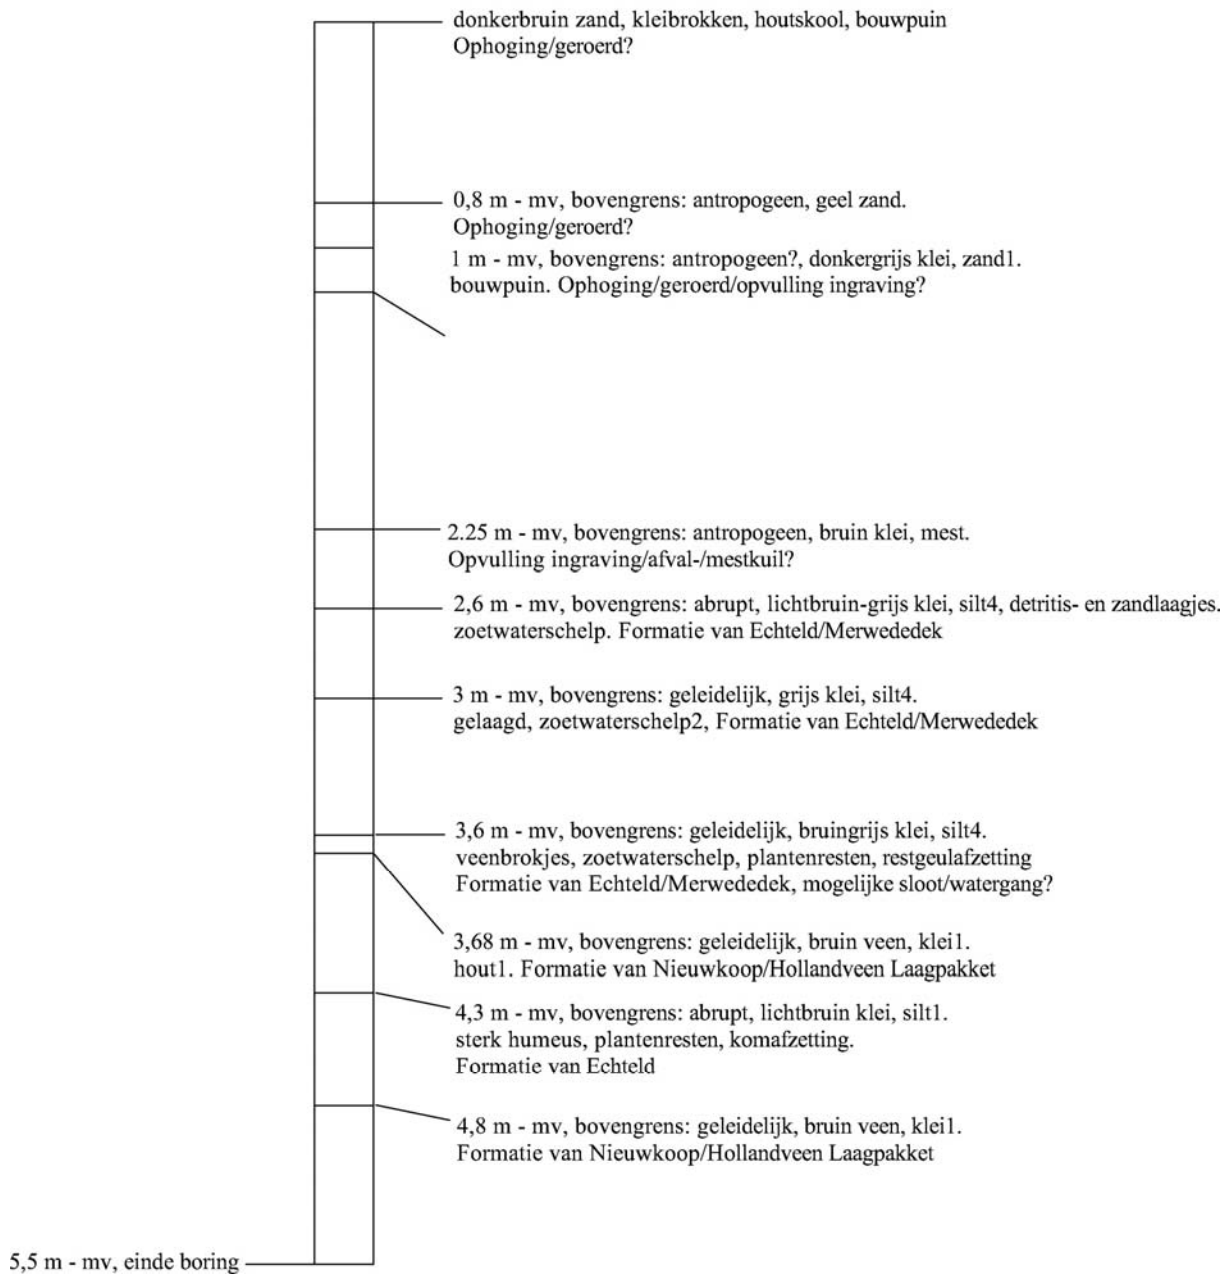 donkerbruin zand, kleibrokken, houtskool, bouwpuin
Ophoging/geroerd?
0,8 m - mv, bovengrens: antropogeen, geel zand.
Ophoging/geroerd?
1 m - mv, bovengrens: antropogeen?, donkergrijs klei, zand1.
bouwpuin. Ophoging/geroerd/opvulling ingraving?
2.25 m - mv, bovengrens: antropogeen, bruin klei, mest.
Opvulling ingraving/afval-/mestkuil?
2,6 m - mv, bovengrens: abrupt, lichtbruin-grijs klei, silt4, detritis- en zandlaagjes.
zoetwaterschelp. Formatie van Echteld/Merwededek
3 m - mv, bovengrens: geleidelijk, grijs klei, silt4.
gelaagd, zoetwaterschelp2, Formatie van Echteld/Merwededek
3,6 m - mv, bovengrens: geleidelijk, bruingrijs klei, silt4.
veenbrokjes, zoetwaterschelp, plantenresten, restgeulafzetting
Formatie van Echteld/Merwededek, mogelijke sloot/watergang?
3,68 m - mv, bovengrens: geleidelijk, bruin veen, klei1.
hout1. Formatie van Nieuwkoop/Hollandveen Laagpakket
4,3 m - mv, bovengrens: abrupt, lichtbruin klei, silt1.
sterk humeus, plantenresten, komafzetting.
Formatie van Echteld
4,8 m - mv, bovengrens: geleidelijk, bruin veen, klei1.
Formatie van Nieuwkoop/Hollandveen Laagpakket
5,5 m - mv, einde boring